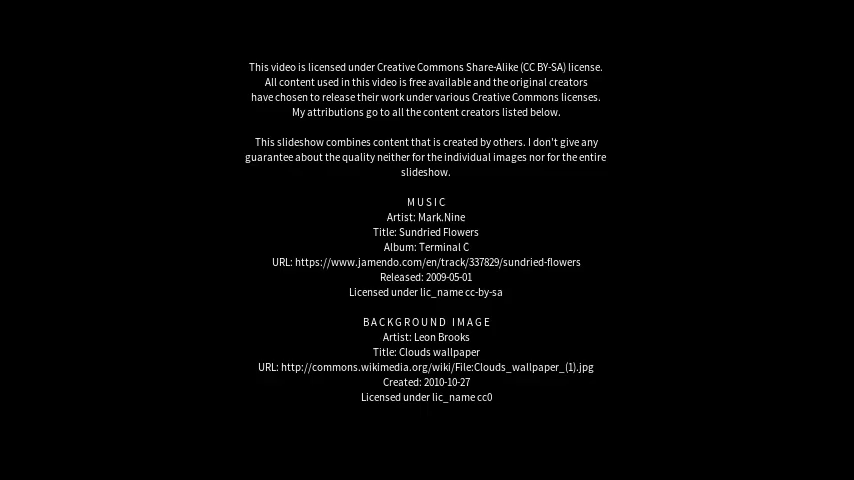 This video is licensed under Creative Commons Share-Alike (CC BY-SA) license.
All content used in this video is free available and the original creators
have chosen to release their work under various Creative Commons licenses.
My attributions go to all the content creators listed below.
This slideshow combines content that is created by others. I don't give any
guarantee about the quality neither for the individual images nor for the entire
slideshow.
MUSIC
Artist: Mark.Nine
Title: Sundried Flowers
Album: Terminal C
URL: https://www.jamendo.com/en/track/337829/sundried-flowers
Released: 2009-05-01
Licensed under lic_name cc-by-sa
BACKGROUND IMAGE
Artist: Leon Brooks
Title: Clouds wallpaper
URL: http://commons.wikimedia.org/wiki/File:Clouds_wallpaper_(1).jpg
Created: 2010-10-27
Licensed under lic_name cc0